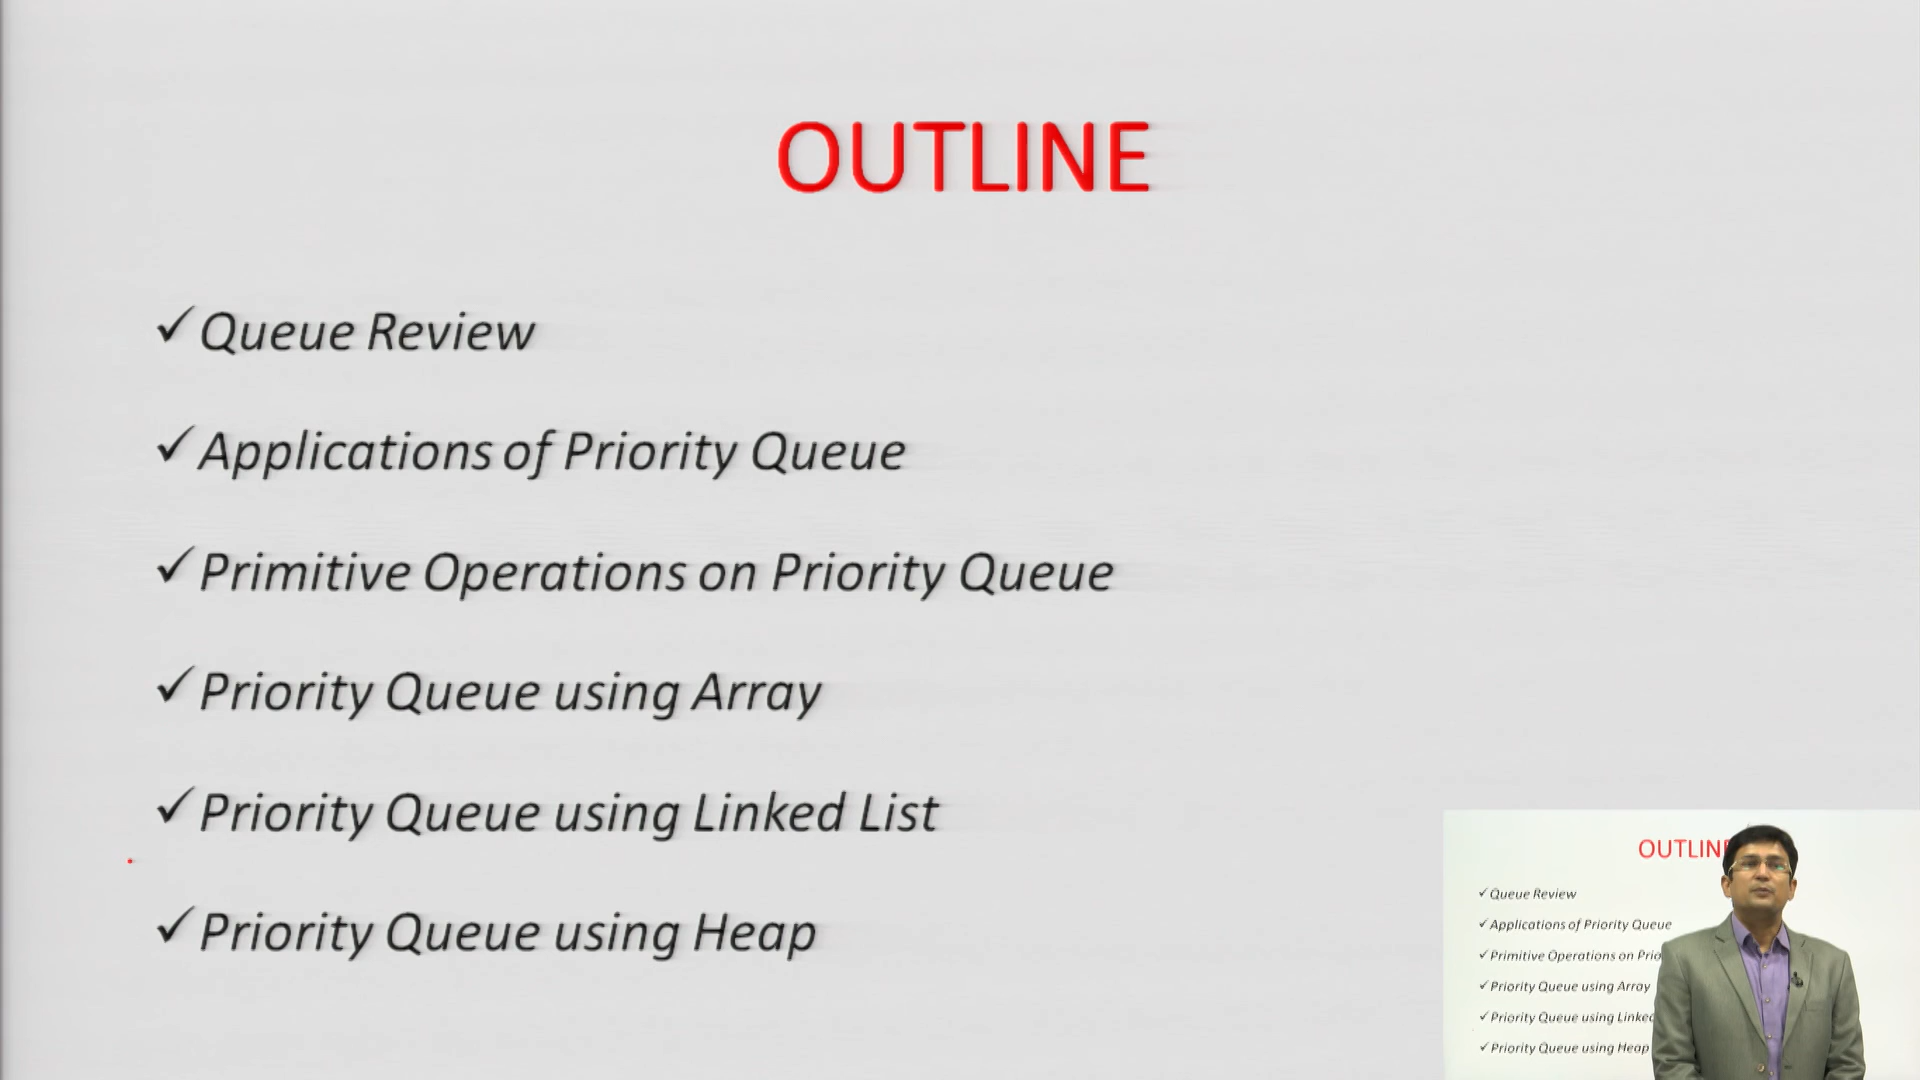 OUTLINE
✓ Queue Review
✓ Applications of Priority Queue
✓ Primitive Operations on Priority Queue
✓ Priority Queue using Array
✓ Priority Queue using Linked List
✓ Priority Queue using Heap
OUTLIN
✓ Queue Review
✓ Applications of Priority Queue
✓ Primitive Operations on Prio
✓ Priority Queue using Array
✓ Priority Queue using Linked
✓ Priority Queue using Heap